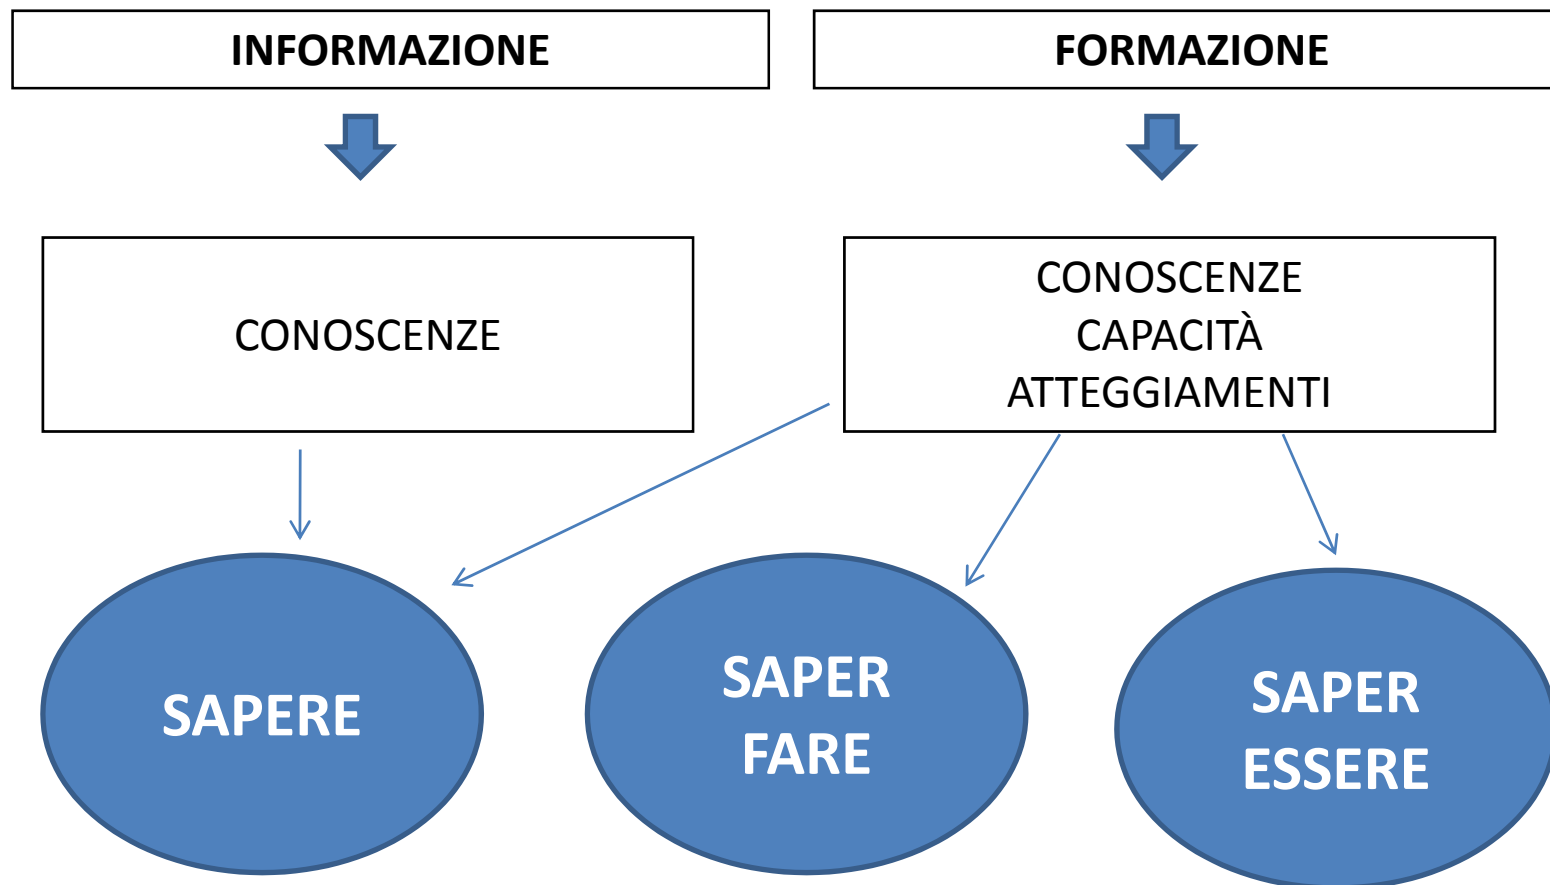 INFORMAZIONE
FORMAZIONE
CONOSCENZE
CONOSCENZE
CAPACITÀ
ATTEGGIAMENTI
SAPERE
SAPER
FARE
SAPER
ESSERE